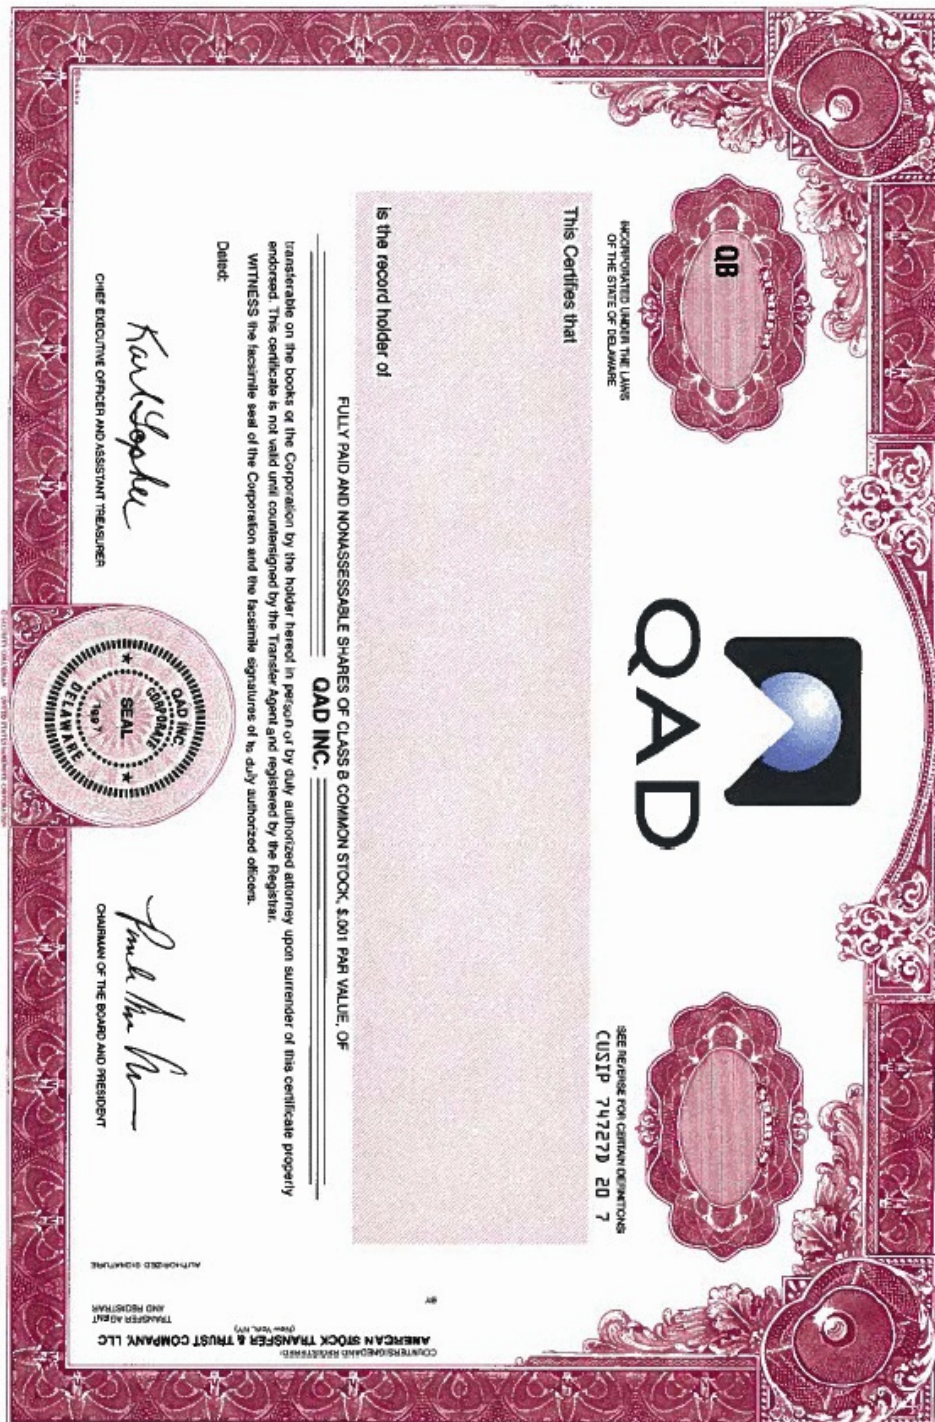 QB
QAD
INCORPORATED UNDER THE LAWS
OF THE STATE OF DELAWARE
SEE REVERSE FOR CERTAIN DEFINITIONS
CUSIP 74727D 20 7
This Certifies that
is the record holder of
FULLY PAID AND NONASSESSABLE SHARES OF CLASS B COMMON STOCK, $.001 PAR VALUE, OF
QAD INC.
transferable on the books or the Corporation by the holder hereof in person or by duly authorized attorney upon surrender of this certificate properly
endorsed. This certificate is not valid until countersigned by the Transfer Agent and registered by the Registrar.
WITNESS the facsimile seal of the Corporation and the facsimile signatures of its duly authorized officers.
Dated:
CHIEF EXECUTIVE OFFICER AND ASSISTANT TREASURER
QAD INC.
CORPORATE
SEAL
1997
DELAWARE
CHAIRMAN OF THE BOARD AND PRESIDENT
COUNTERSIGNED AND REGISTERED:
AMERICAN STOCK TRANSFER & TRUST COMPANY, LLC
(New York, NY)
TRANSFER AGENT
AND REGISTRAR
BY
AUTHORIZED SIGNATURE